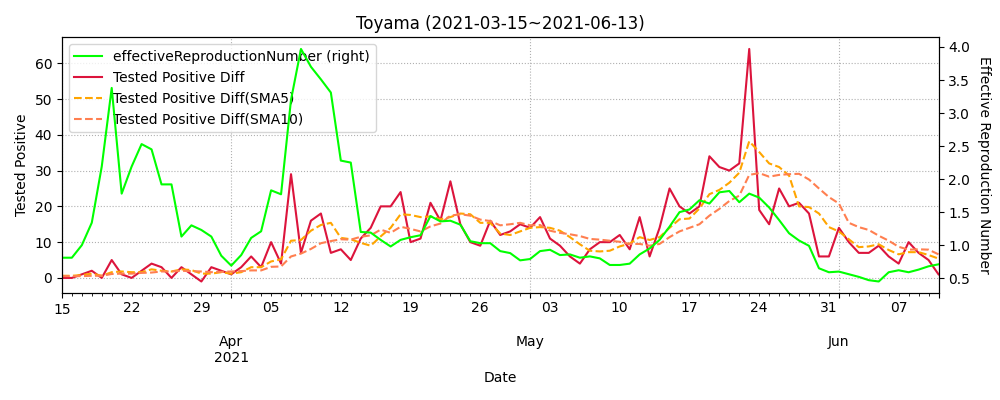 Toyama (2021-03-15~2021-06-13)
effectiveReproductionNumber (right)
Tested Positive Diff
Tested Positive Diff(SMA5)
Tested Positive Diff(SMA10)
Tested Positive
60
50
40
30
20
10
0
4.0
3.5
3.0
2.5
2.0
1.5
1.0
0.5
Effective Reproduction Number
15 22 29 05 12 19 26 03 10 17 24 31 07
Apr May Jun
2021
Date